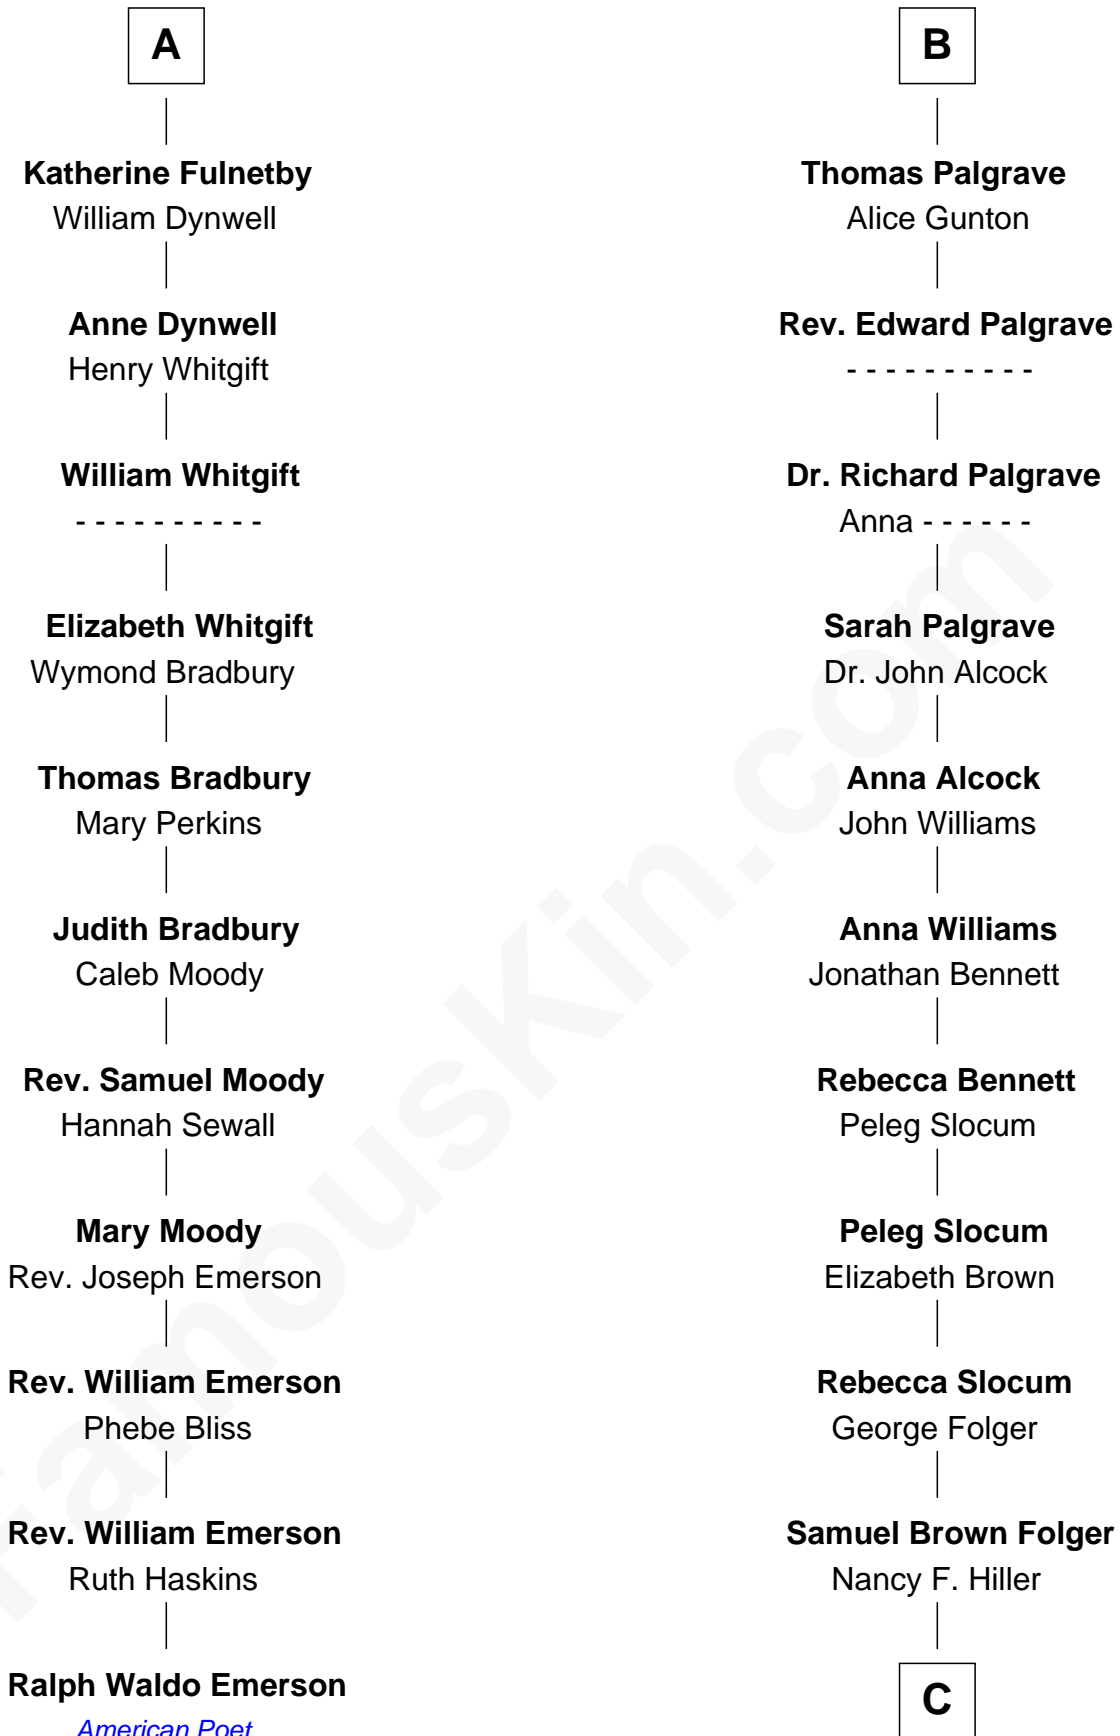 A
Katherine Fulnetby
William Dynwell
Anne Dynwell
Henry Whitgift
William Whitgift
- - - - - - - - - -
Elizabeth Whitgift
Wymond Bradbury
Thomas Bradbury
Mary Perkins
Judith Bradbury
Caleb Moody
Rev. Samuel Moody
Hannah Sewall
Mary Moody
Rev. Joseph Emerson
Rev. William Emerson
Phebe Bliss
Rev. William Emerson
Ruth Haskins
Ralph Waldo Emerson
American Poet
B
Thomas Palgrave
Alice Gunton
Rev. Edward Palgrave
- - - - - - - - - -
Dr. Richard Palgrave
Anna - - - - - -
Sarah Palgrave
Dr. John Alcock
Anna Alcock
John Williams
Anna Williams
Jonathan Bennett
Rebecca Bennett
Peleg Slocum
Peleg Slocum
Elizabeth Brown
Rebecca Slocum
George Folger
Samuel Brown Folger
Nancy F. Hiller
C
FamousKin.com